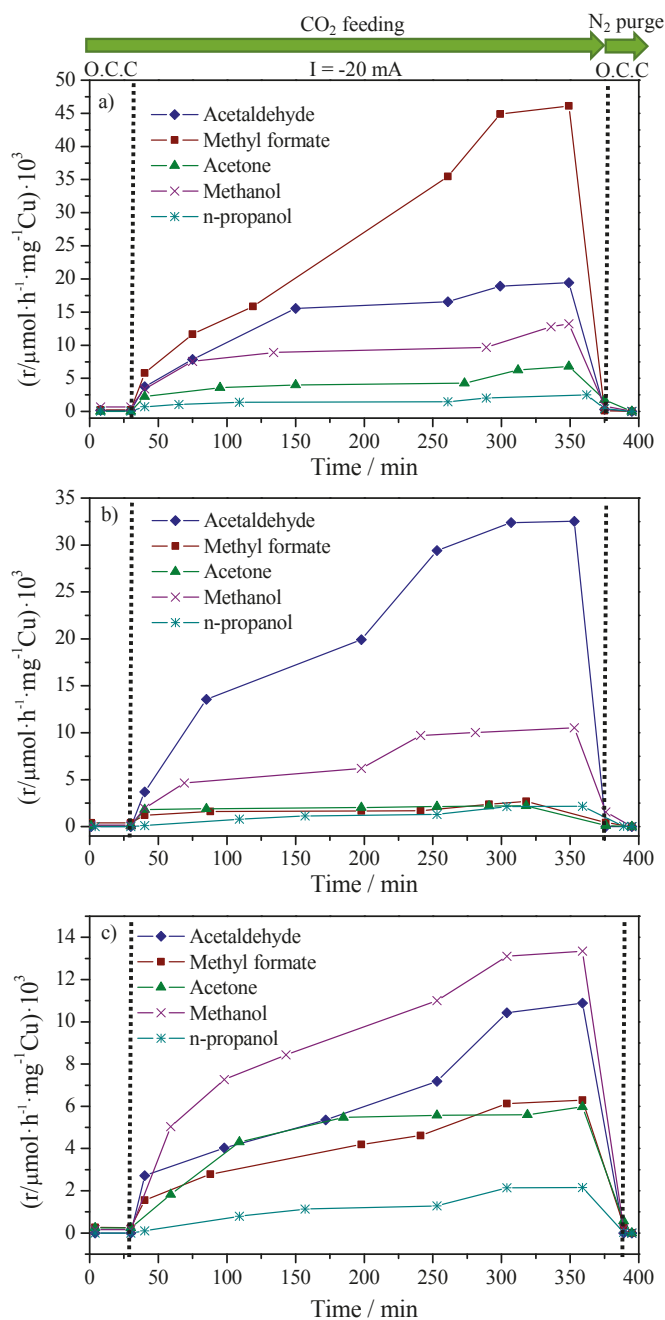 CO₂ feeding N₂ purge
O.C.C I = -20 mA O.C.C
a)
Acetaldehyde
Methyl formate
Acetone
Methanol
n-propanol
(r/μmol·h⁻¹·mg⁻¹Cu)·10³
50
45
40
35
30
25
20
15
10
5
0
0 50 100 150 200 250 300 350 400
Time / min
b)
Acetaldehyde
Methyl formate
Acetone
Methanol
n-propanol
(r/μmol·h⁻¹·mg⁻¹Cu)·10³
35
30
25
20
15
10
5
0
0 50 100 150 200 250 300 350 400
Time / min
c)
Acetaldehyde
Methyl formate
Acetone
Methanol
n-propanol
(r/μmol·h⁻¹·mg⁻¹Cu)·10³
14
12
10
8
6
4
2
0
0 50 100 150 200 250 300 350 400
Time / min